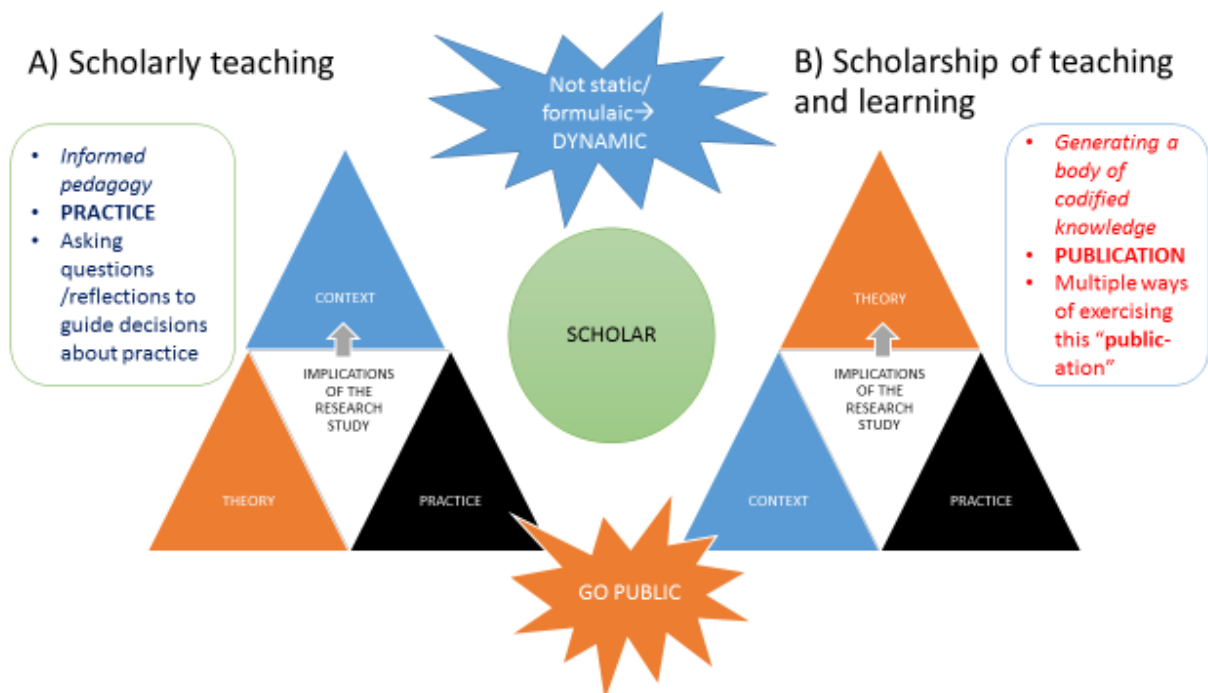 A) Scholarly teaching
• Informed
pedagogy
• PRACTICE
• Asking
questions
/reflections to
guide decisions
about practice
CONTEXT
IMPLICATIONS
OF THE
RESEARCH
STUDY
THEORY
PRACTICE
Not static/
formulaic→
DYNAMIC
SCHOLAR
GO PUBLIC
B) Scholarship of teaching
and learning
• Generating a
body of
codified
knowledge
• PUBLICATION
• Multiple ways
of exercising
this “public-
ation”
THEORY
IMPLICATIONS
OF THE
RESEARCH
STUDY
CONTEXT
PRACTICE